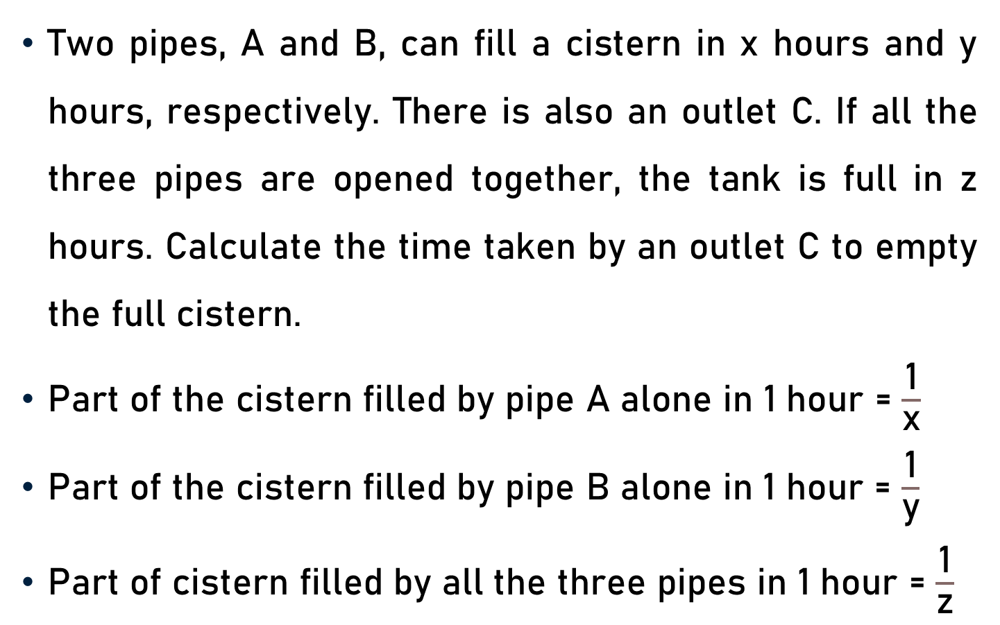 • Two pipes, A and B, can fill a cistern in x hours and y
hours, respectively. There is also an outlet C. If all the
three pipes are opened together, the tank is full in z
hours. Calculate the time taken by an outlet C to empty
the full cistern.
• Part of the cistern filled by pipe A alone in 1 hour = 1/x
• Part of the cistern filled by pipe B alone in 1 hour = 1/y
• Part of cistern filled by all the three pipes in 1 hour = 1/z